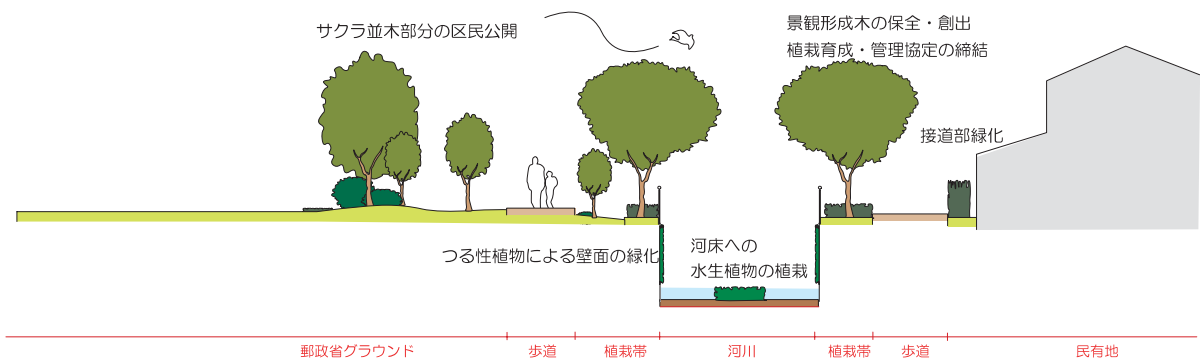 サクラ並木部分の区民公開
景観形成木の保全・創出
植栽育成・管理協定の締結
接道部緑化
つる性植物による壁面の緑化
河床への
水生植物の植栽
郵政省グラウンド
歩道
植栽帯
河川
植栽帯
歩道
民有地